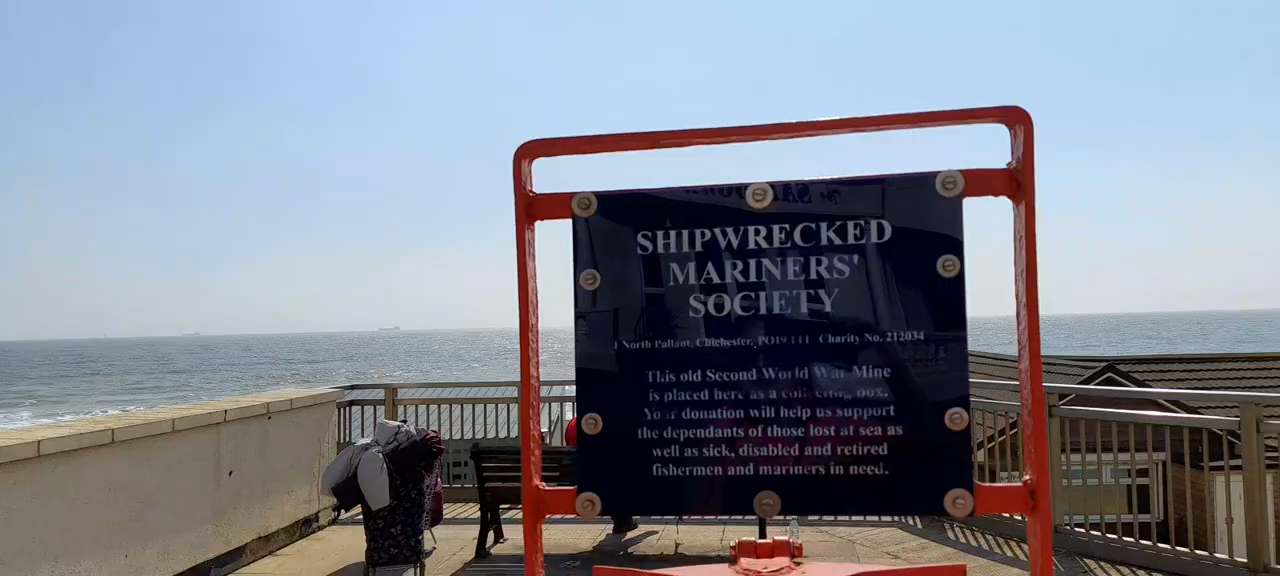 SHIPWRECKED
MARINERS'
SOCIETY
1 North Pallant, Chichester, PO19 1TL Charity No. 212034
This old Second World War Mine
is placed here as a collecting box.
Your donation will help us support
the dependants of those lost at sea as
well as sick, disabled and retired
fishermen and mariners in need.